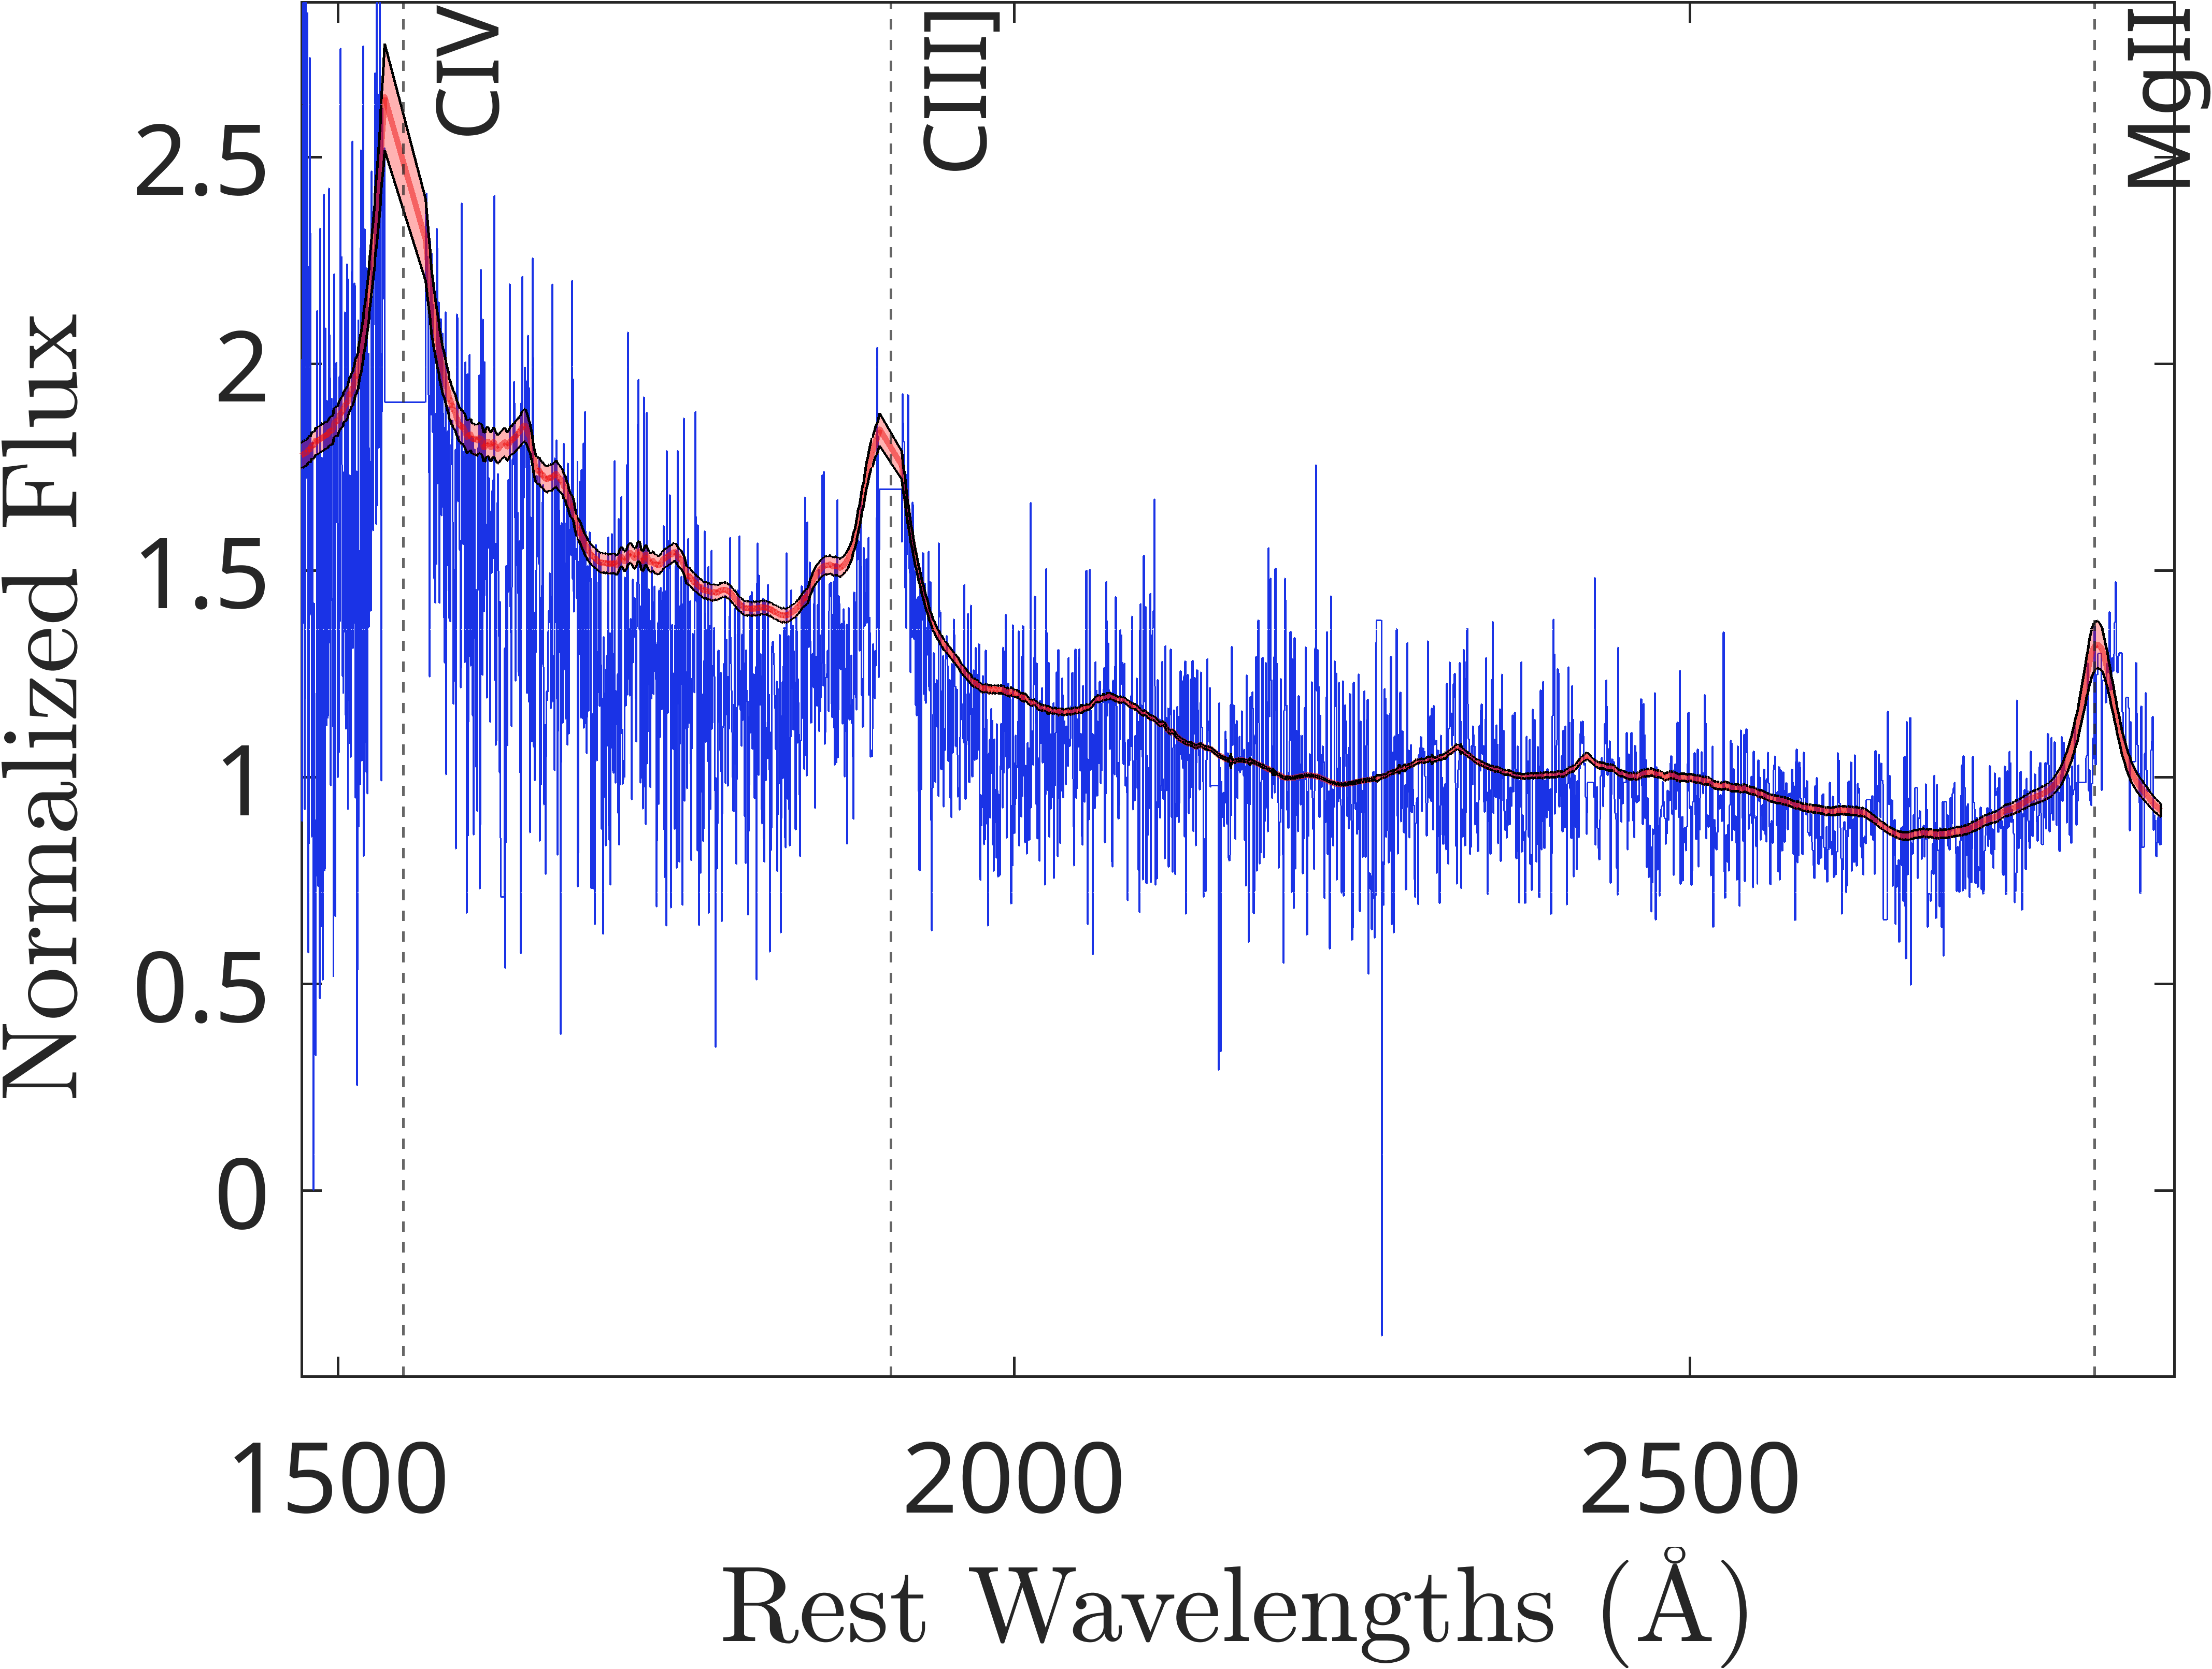 CIV
CIII]
MgII
Normalized Flux
2.5
2
1.5
1
0.5
0
1500
2000
2500
Rest Wavelengths (Å)